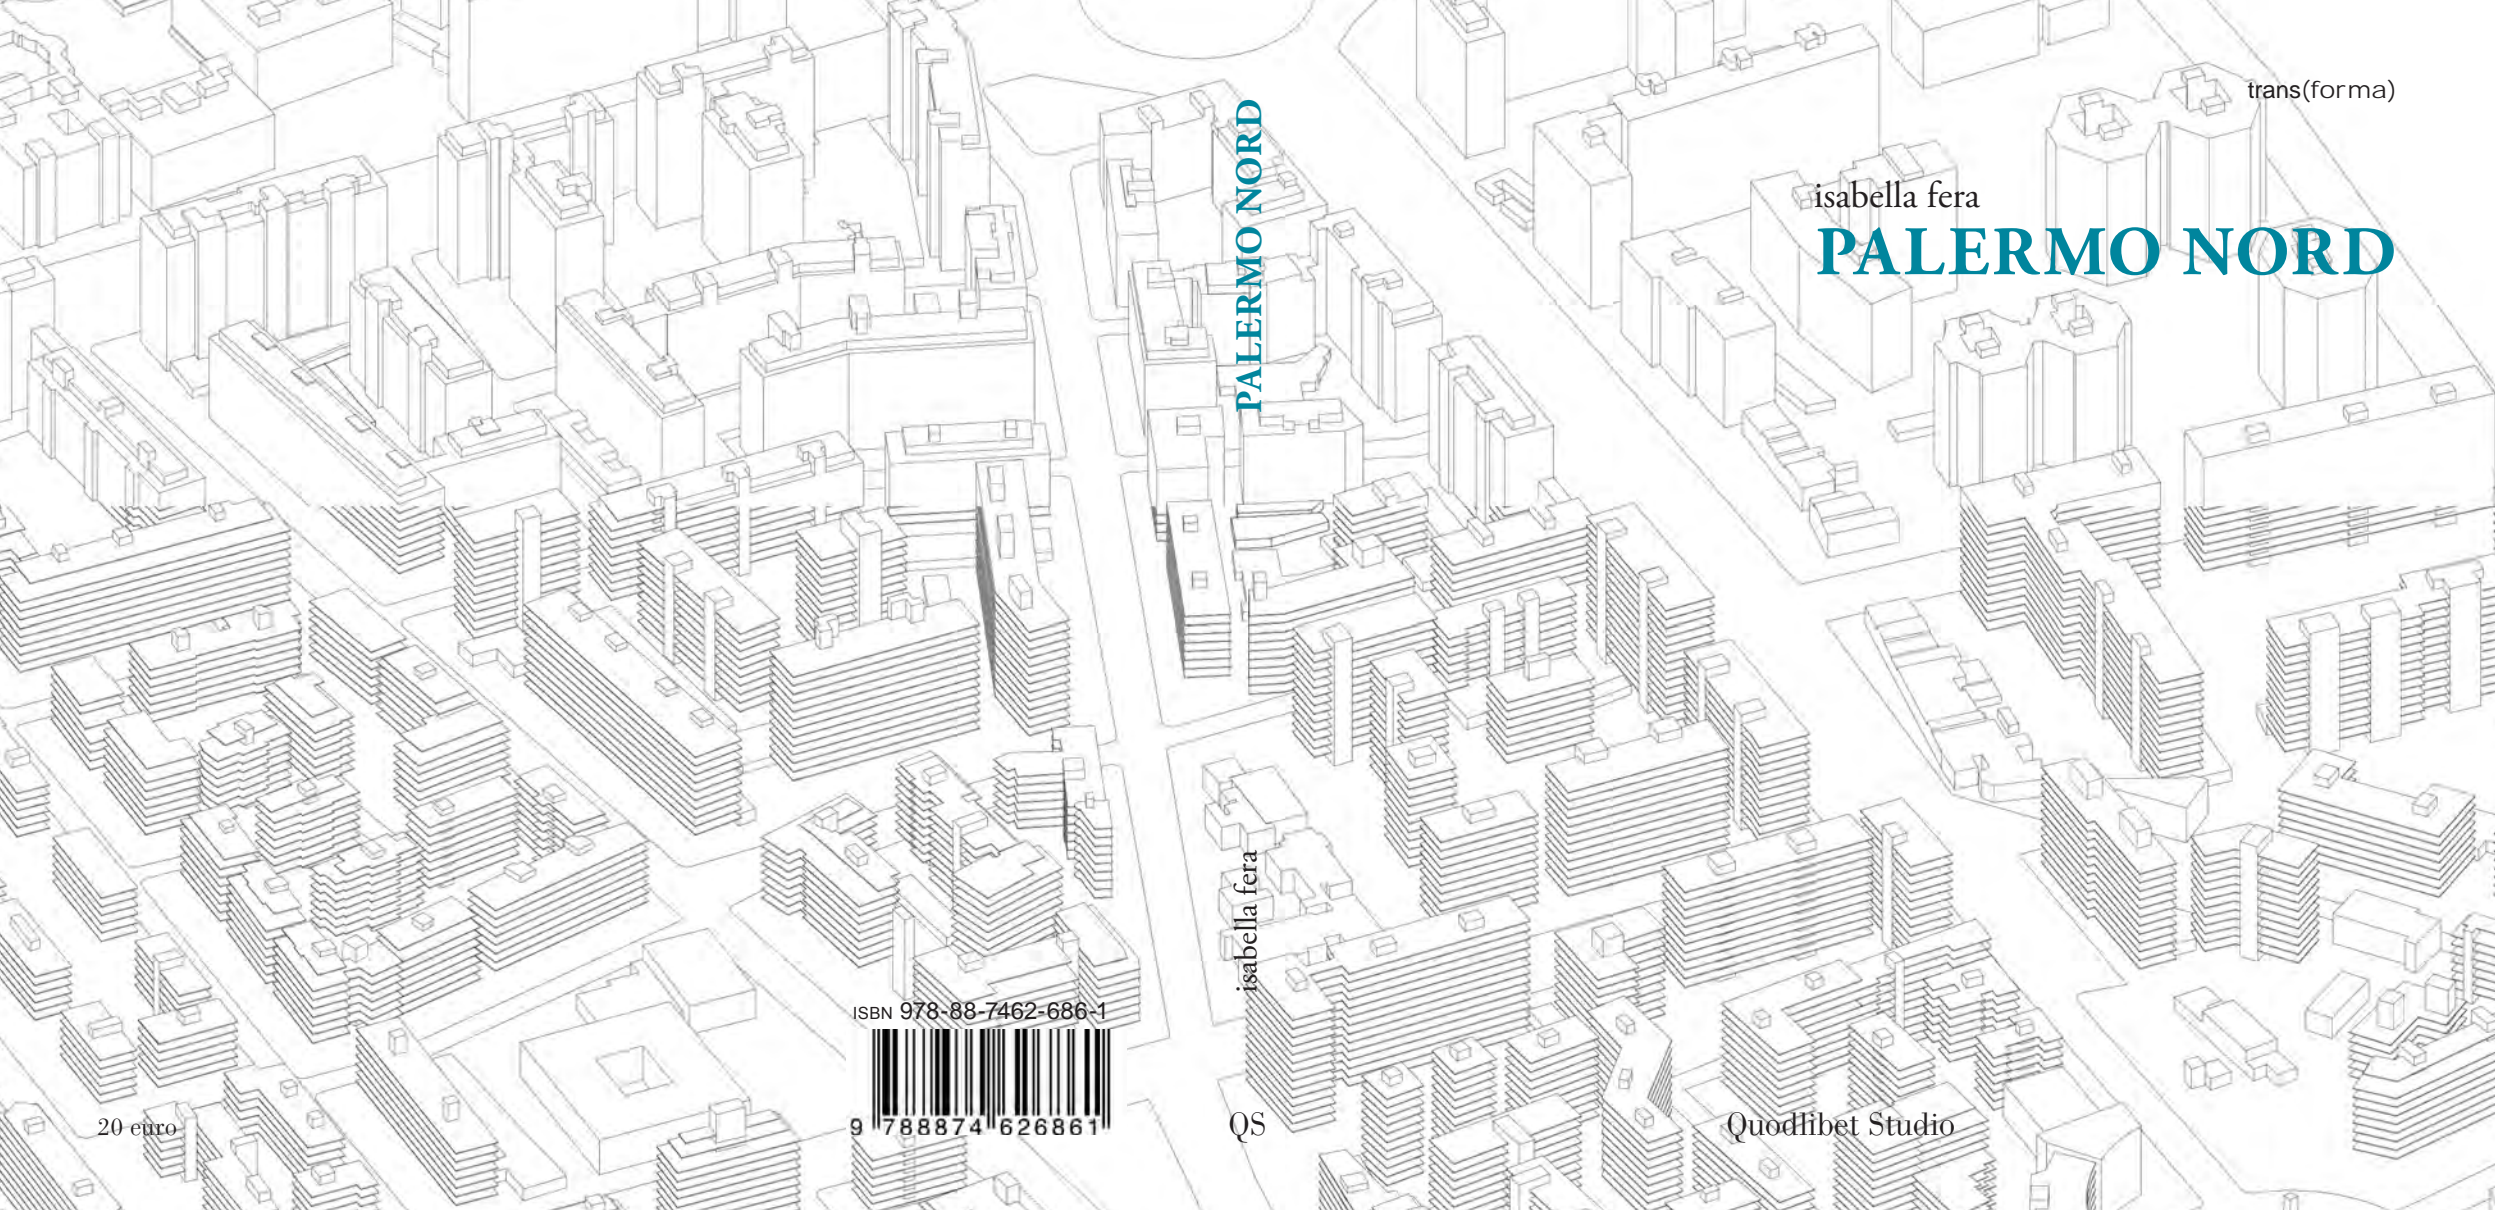 trans(forma)
isabella fera
PALERMO NORD
Quodlibet Studio
PALERMO NORD
isabella fera
QS
ISBN 978-88-7462-686-1
9 788874 626861
20 euro